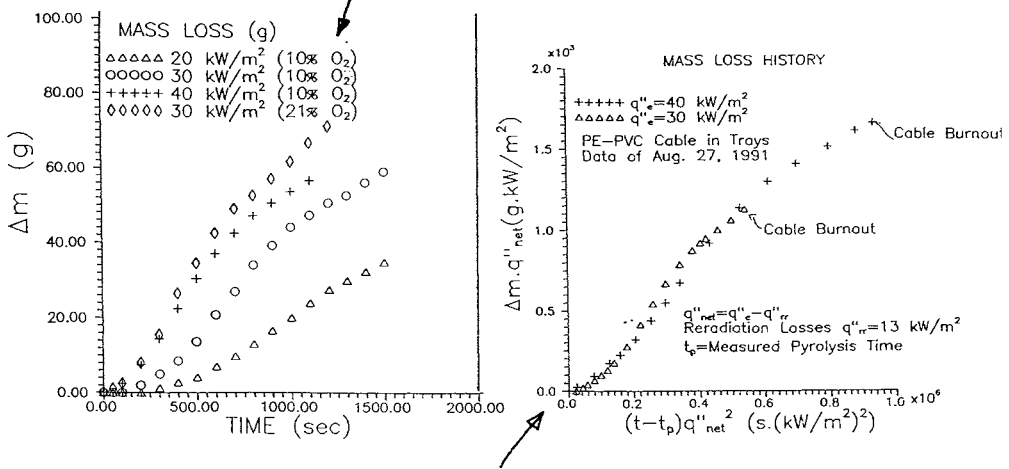 100.00
80.00
60.00
40.00
20.00
0.00
Δm (g)
MASS LOSS (g)
20 kW/m² (10% O₂)
30 kW/m² (10% O₂)
40 kW/m² (10% O₂)
30 kW/m² (21% O₂)
0.00 500.00 1000.00 1500.00 2000.00
TIME (sec)
MASS LOSS HISTORY
x10³
2.0
1.5
1.0
0.5
0.0
Δm.q"net(g.kW/m²)
q"e=40 kW/m²
q"e=30 kW/m²
PE-PVC Cable in Trays
Data of Aug. 27, 1991
Cable Burnout
Cable Burnout
q"net=q"e-q"rr
Reradiation Losses q"rr=13 kW/m²
tp=Measured Pyrolysis Time
0.0 0.2 0.4 0.6 0.8 1.0 x10⁶
(t-tp)q"net² (s.(kW/m²)²)